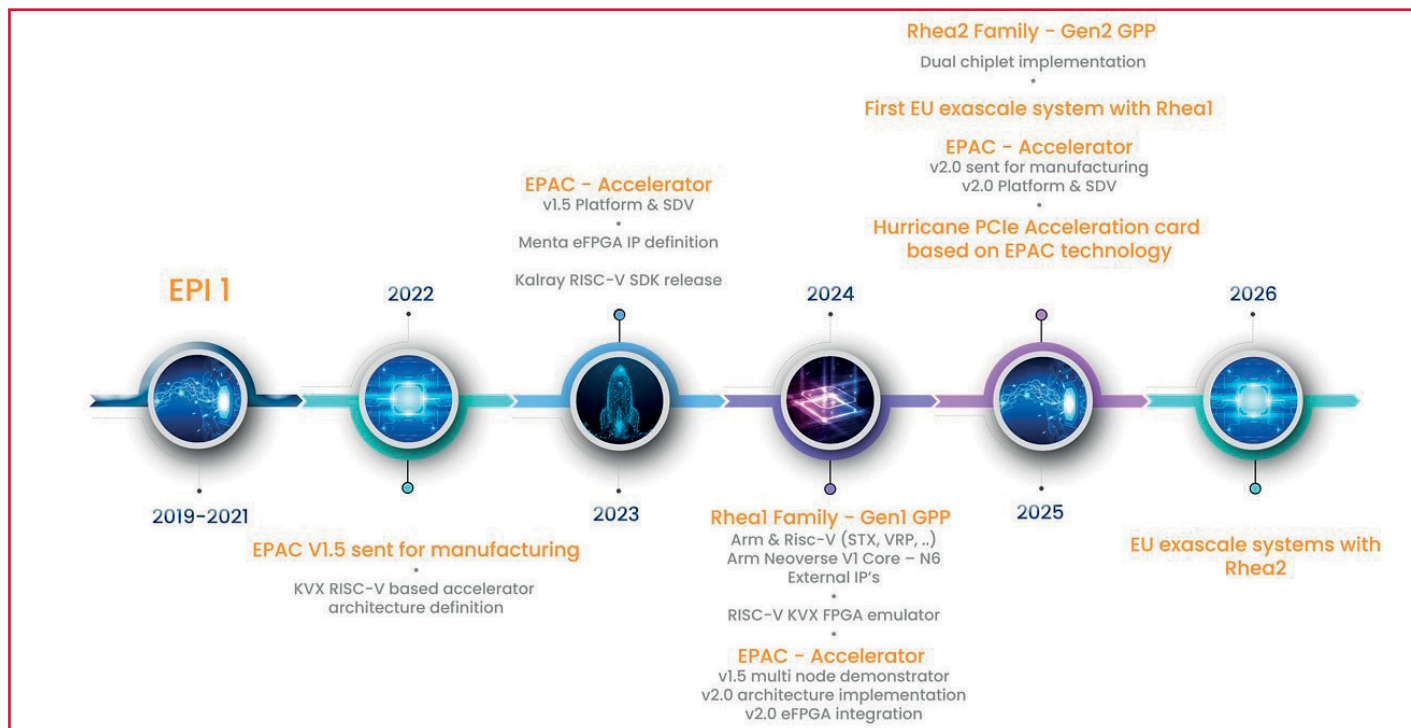 EPI 1
2019-2021
2022
EPAC V1.5 sent for manufacturing
KVX RISC-V based accelerator
architecture definition
EPAC - Accelerator
v1.5 Platform & SDV
Menta eFPGA IP definition
Kalray RISC-V SDK release
2023
2024
Rhea1 Family - Gen1 GPP
Arm & Risc-V (STX, VRP, ..)
Arm Neoverse V1 Core – N6
External IP's
RISC-V KVX FPGA emulator
EPAC - Accelerator
v1.5 multi node demonstrator
v2.0 architecture implementation
v2.0 eFPGA integration
Rhea2 Family - Gen2 GPP
Dual chiplet implementation
First EU exascale system with Rhea1
EPAC - Accelerator
v2.0 sent for manufacturing
v2.0 Platform & SDV
Hurricane PCIe Acceleration card
based on EPAC technology
2025
2026
EU exascale systems with
Rhea2